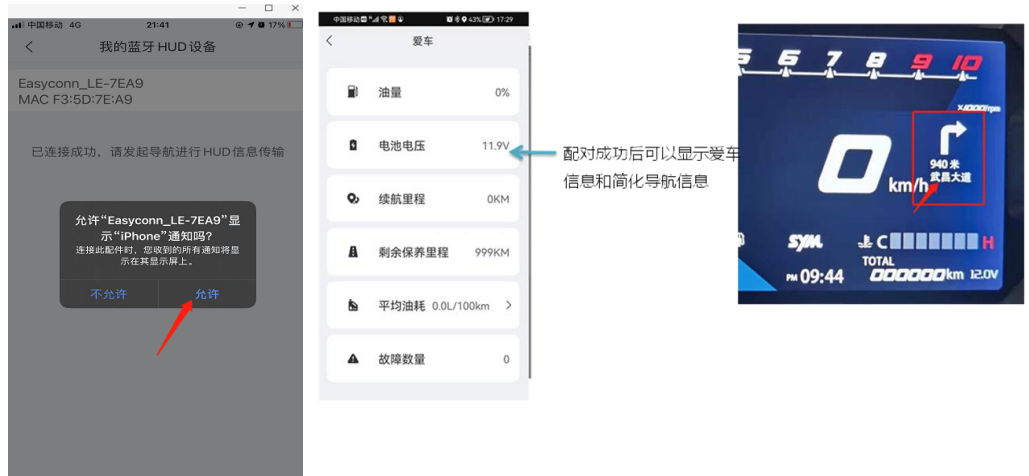 中国移动 4G 21:41 17%
我的蓝牙 HUD 设备
Easyconn_LE-7EA9
MAC F3:5D:7E:A9
已连接成功，请发起导航进行 HUD 信息传输
允许“Easyconn_LE-7EA9”显
示“iPhone”通知吗?
连接此配件时，您收到的所有通知将显
示在其显示屏上。
不允许 允许
中国移动 43% 17:29
爱车
油量 0%
电池电压 11.9V
续航里程 0KM
剩余保养里程 999KM
平均油耗 0.0L/100km
故障数量 0
配对成功后可以显示爱车
信息和简化导航信息
5 6 7 8 9 10
X1000/rpm
0 km/h
940 米
武昌大道
SYM C H
TOTAL
PM 09:44 000000km 12.0V